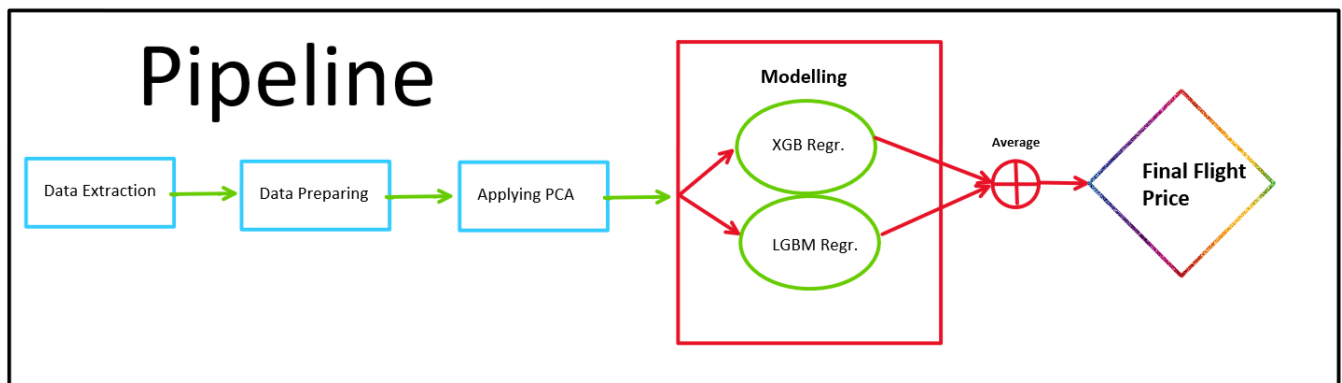 Pipeline
Data Extraction
Data Preparing
Applying PCA
Modelling
XGB Regr.
LGBM Regr.
Average
Final Flight
Price